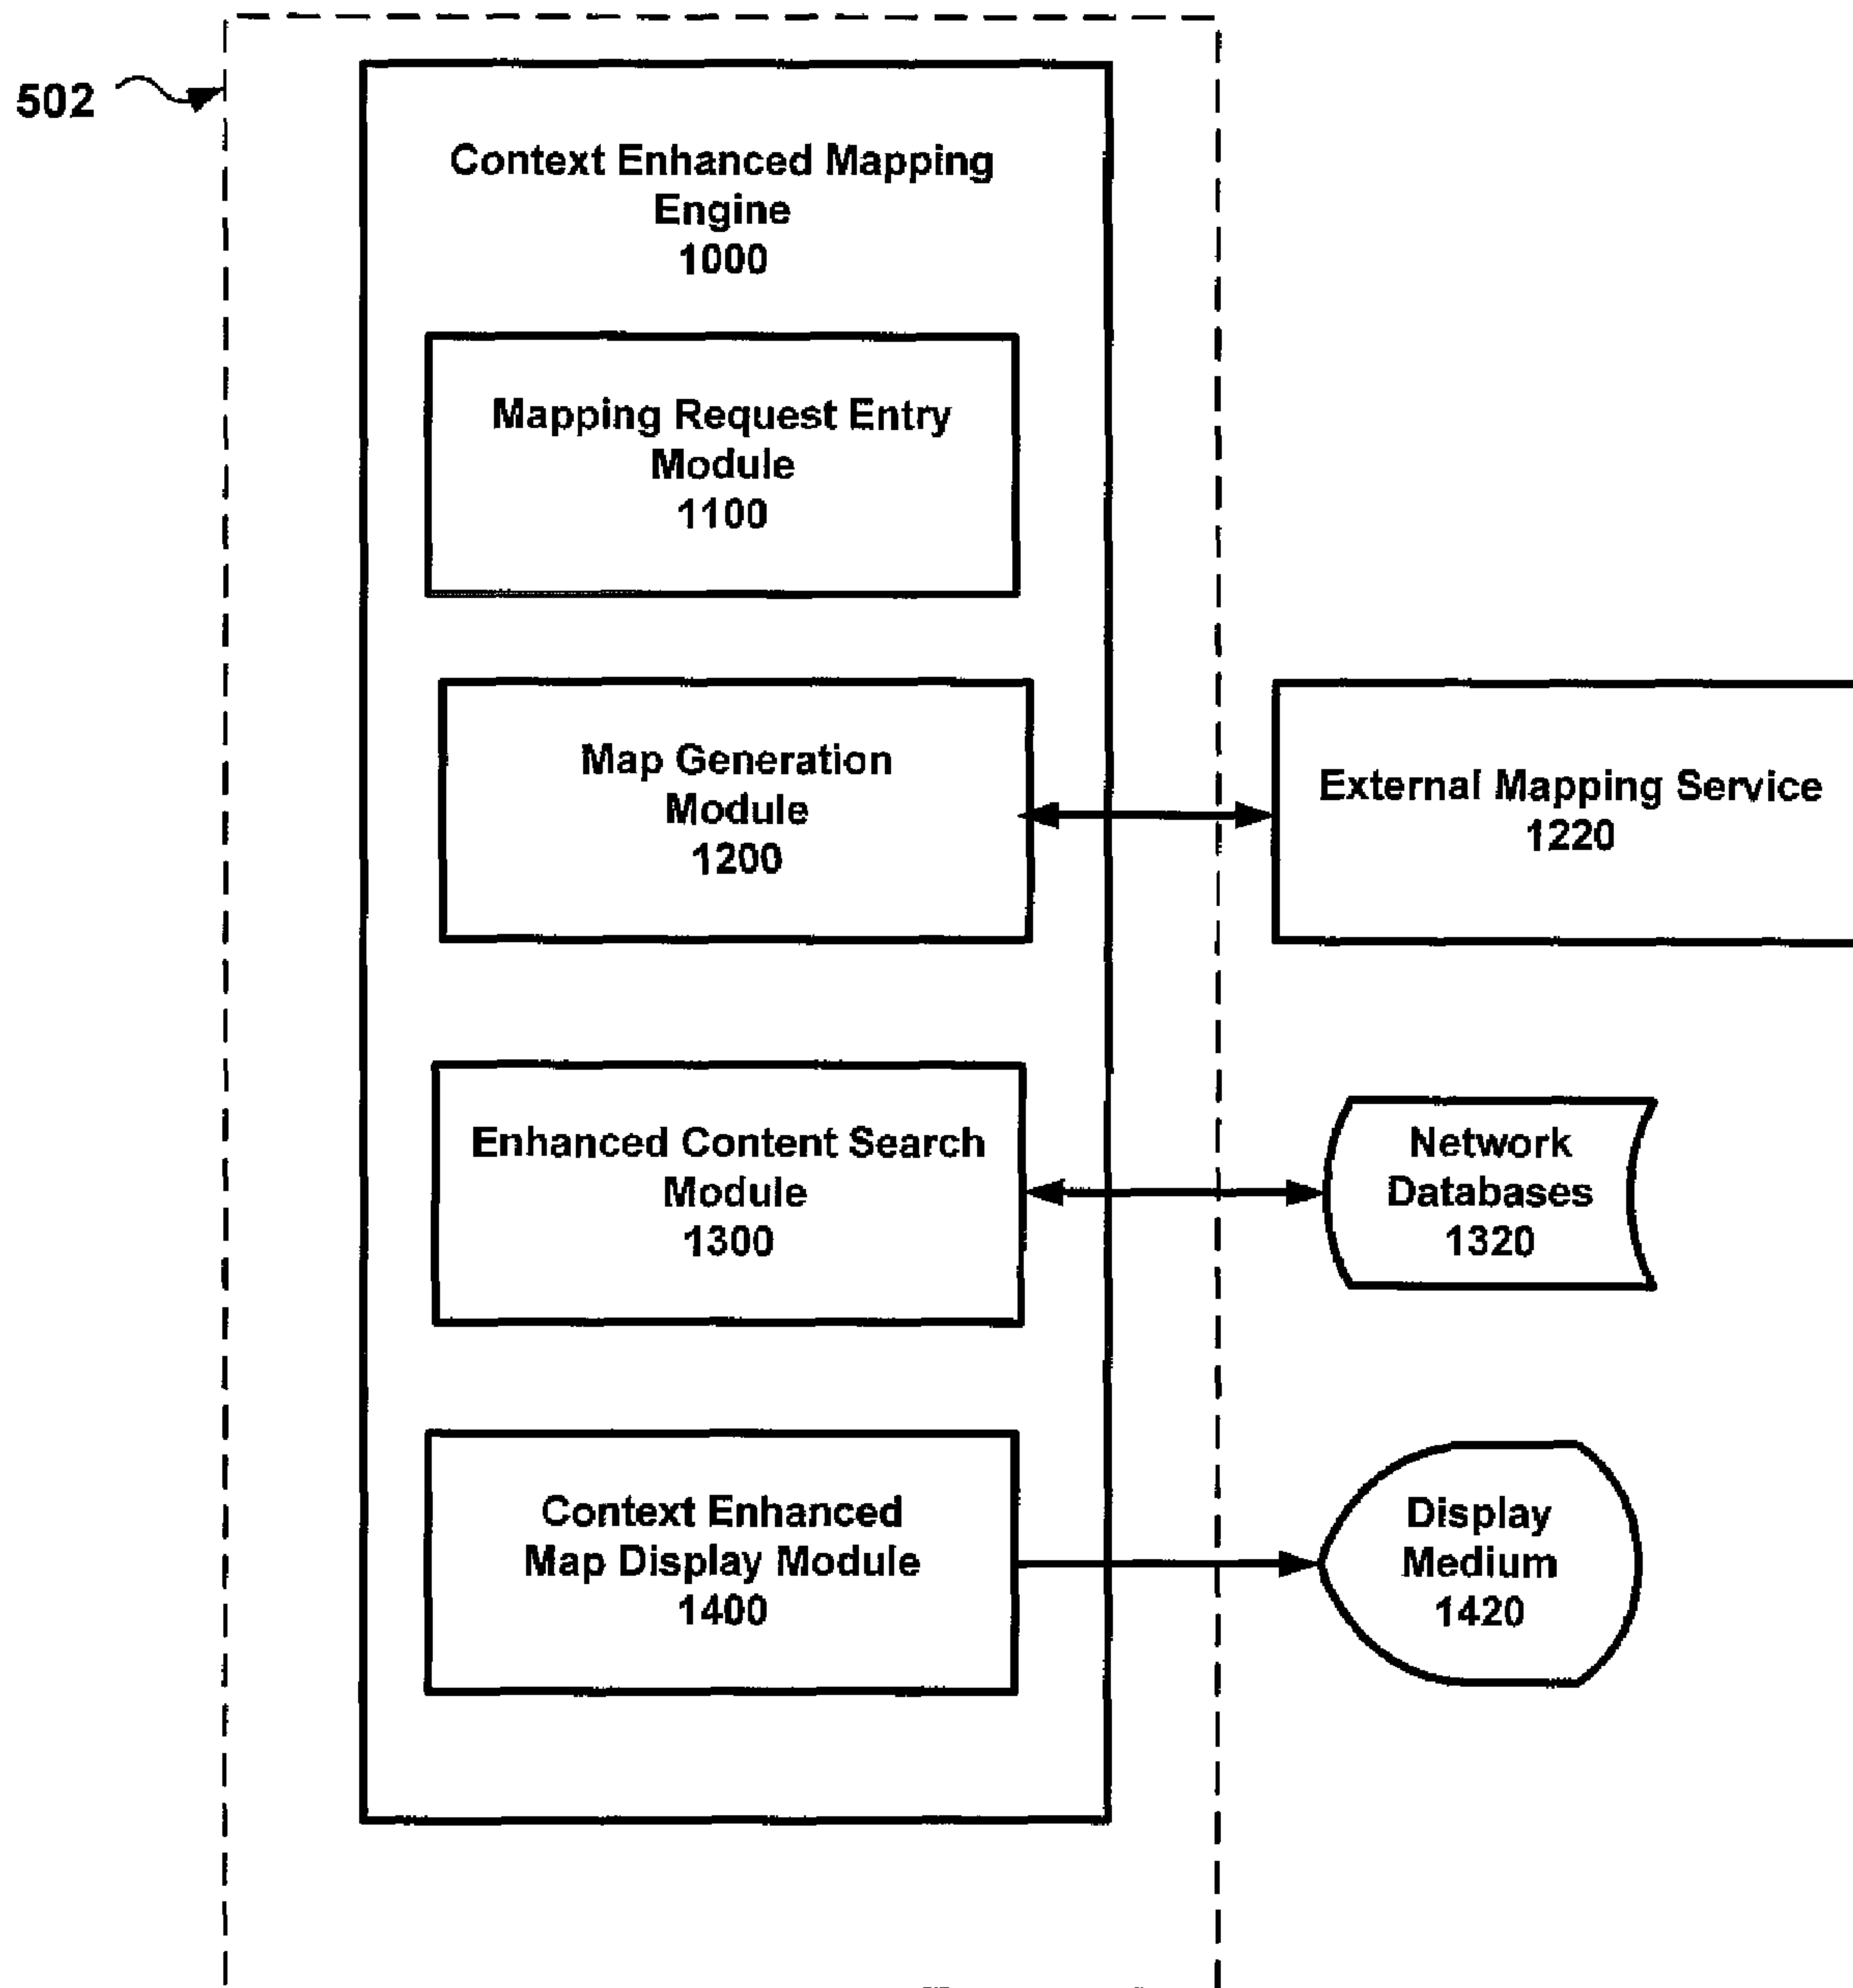 502
Context Enhanced Mapping
Engine
1000
Mapping Request Entry
Module
1100
Map Generation
Module
1200
External Mapping Service
1220
Enhanced Content Search
Module
1300
Network
Databases
1320
Context Enhanced
Map Display Module
1400
Display
Medium
1420